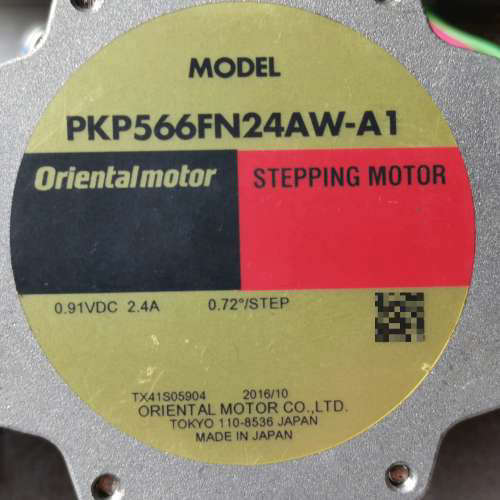 MODEL
PKP566FN24AW-A1
Orientalmotor STEPPING MOTOR
0.91VDC 2.4A 0.72°/STEP
TX41S05904 2016/10
ORIENTAL MOTOR CO.,LTD.
TOKYO 110-8536 JAPAN
MADE IN JAPAN